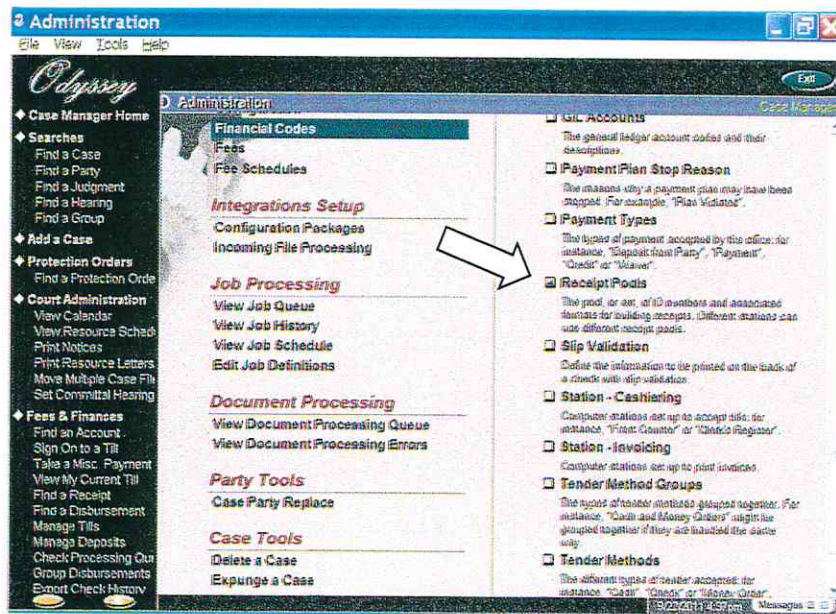 Administration
File View Tools Help
Odyssey
Exit
Administration
Case Manager
Case Manager Home
Searches
Find a Case
Find a Party
Find a Judgment
Find a Hearing
Find a Group
Add a Case
Protection Orders
Find a Protection Orde
Court Administration
View Calendar
View Resource Sched
Print Notices
Print Resource Letters
Move Multiple Case File
Set Committal Hearing
Fees & Finances
Find an Account
Sign On to a Till
Take a Misc. Payment
View My Current Till
Find a Receipt
Find a Disbursement
Manage Tills
Manage Deposits
Check Processing Que
Group Disbursements
Export Check History
Financial Codes
Fees
Fee Schedules
Integrations Setup
Configuration Packages
Incoming File Processing
Job Processing
View Job Queue
View Job History
View Job Schedule
Edit Job Definitions
Document Processing
View Document Processing Queue
View Document Processing Errors
Party Tools
Case Party Replace
Case Tools
Delete a Case
Expunge a Case
G/L Accounts
The general ledger account codes and their
descriptions.
Payment Plan Stop Reason
The reasons why a payment plan may have been
stopped. For example, "Plan Violated".
Payment Types
The types of payment accepted by the office: for
instance, "Deposit from Party", "Payment",
"Credit" or "Waiver".
Receipt Pools
The pool, or set, of ID numbers and associated
formats for building receipts. Different stations can
use different receipt pools.
Slip Validation
Define the information to be printed on the back of
a check with slip validation.
Station - Cashiering
Computer stations set up to accept tills: for
instance, "Front Counter" or "Clerk's Register".
Station - Invoicing
Computer stations set up to print invoices.
Tender Method Groups
The types of tender methods grouped together. For
instance, "Cash and Money Orders" might be
grouped together if they are handled the same
way.
Tender Methods
The different types of tender accepted: for
instance, "Cash", "Check" or "Money Order".
Messages